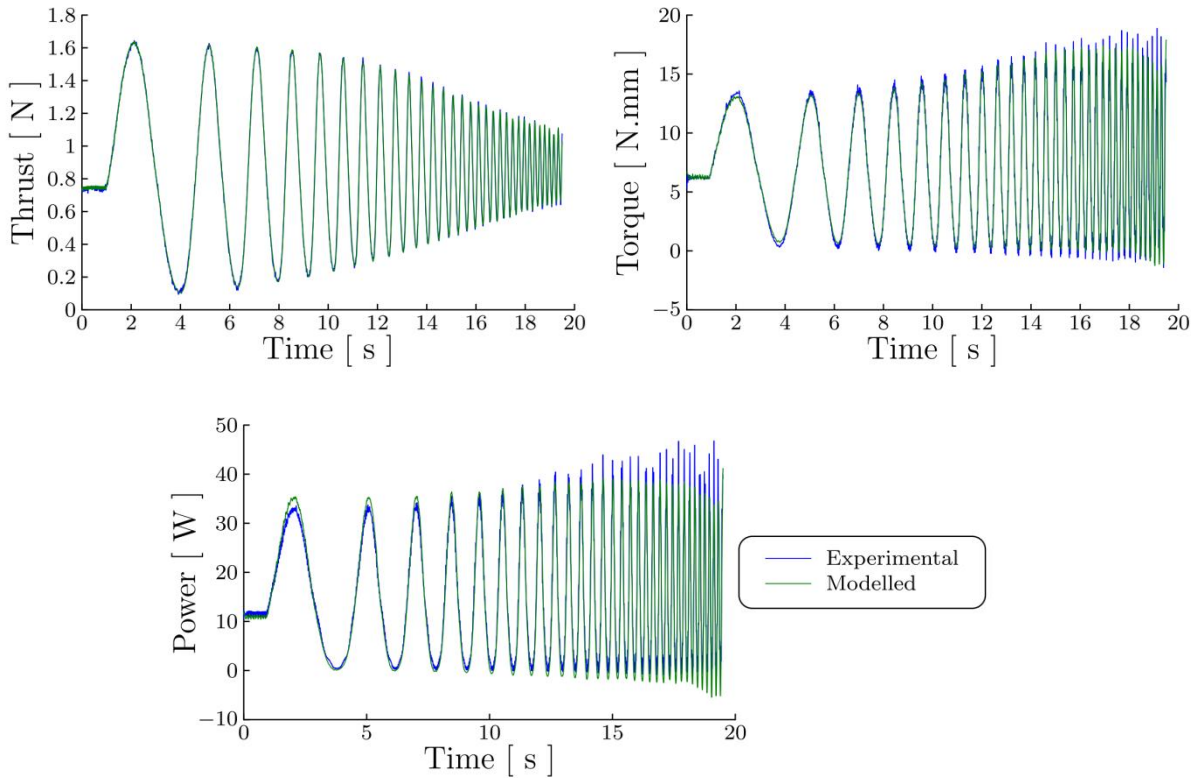 1.8
1.6
1.4
1.2
1
0.8
0.6
0.4
0.2
0
Thrust [ N ]
0 2 4 6 8 10 12 14 16 18 20
Time [ s ]
20
15
10
5
0
−5
Torque [ N.mm ]
0 2 4 6 8 10 12 14 16 18 20
Time [ s ]
50
40
30
20
10
0
−10
Power [ W ]
0 5 10 15 20
Time [ s ]
Experimental
Modelled